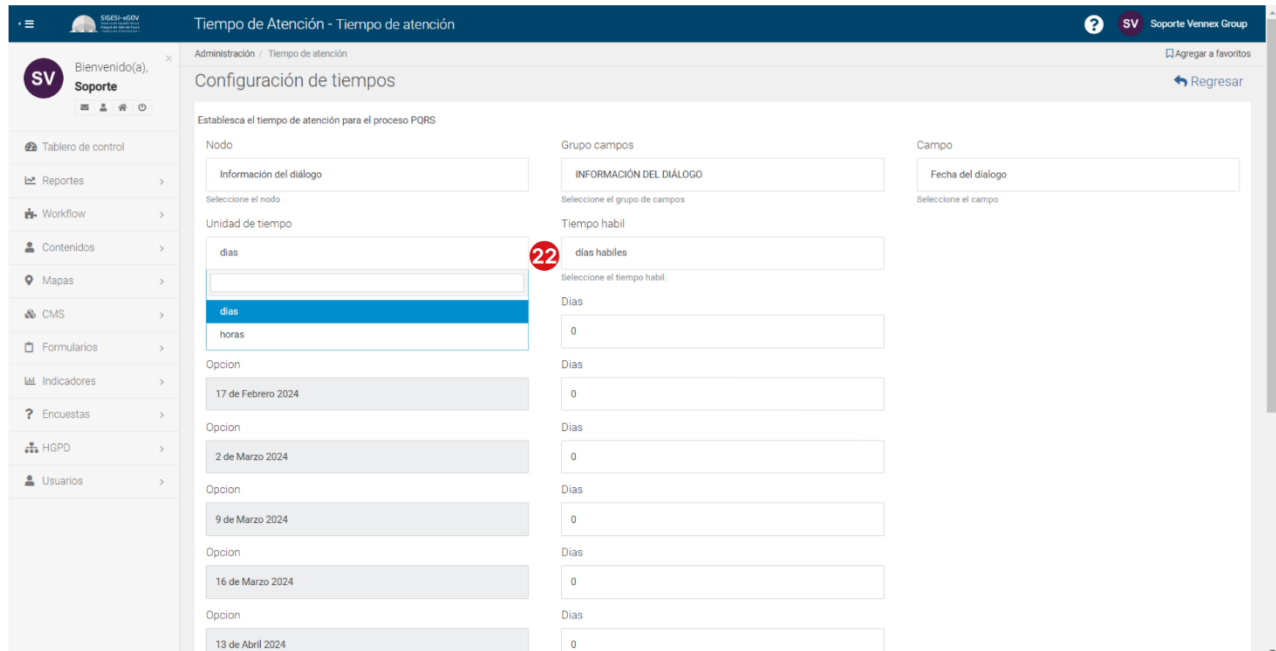 SIGESI-eGOV
Tiempo de Atención - Tiempo de atención
?
SV
Soporte Vennex Group
SV
Bienvenido(a),
Soporte
×
Tablero de control
Reportes
Workflow
Contenidos
Mapas
CMS
Formularios
Indicadores
Encuestas
HGPD
Usuarios
Administración / Tiempo de atención
Agregar a favoritos
Configuración de tiempos
Regresar
Establesca el tiempo de atención para el proceso PQRS
Nodo
Grupo campos
Campo
Información del diálogo
INFORMACIÓN DEL DIÁLOGO
Fecha del dialogo
Seleccione el nodo
Seleccione el grupo de campos
Seleccione el campo
Unidad de tiempo
Tiempo habil
dias
22
días habiles
Seleccione el tiempo habil.
dias
horas
Dias
0
Opcion
Dias
17 de Febrero 2024
0
Opcion
Dias
2 de Marzo 2024
0
Opcion
Dias
9 de Marzo 2024
0
Opcion
Dias
16 de Marzo 2024
0
Opcion
Dias
13 de Abril 2024
0